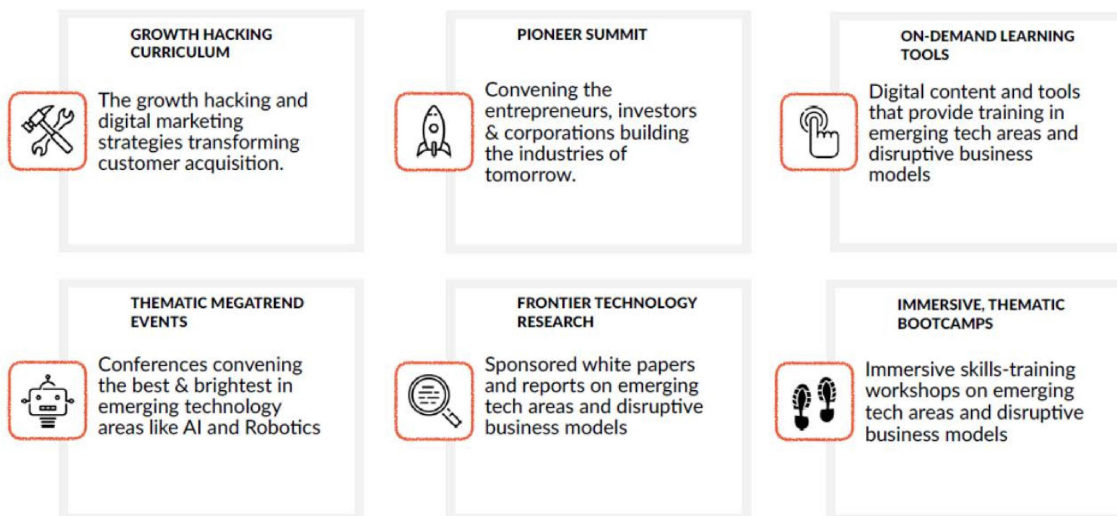 GROWTH HACKING
CURRICULUM
The growth hacking and
digital marketing
strategies transforming
customer acquisition.
PIONEER SUMMIT
Convening the
entrepreneurs, investors
& corporations building
the industries of
tomorrow.
ON-DEMAND LEARNING
TOOLS
Digital content and tools
that provide training in
emerging tech areas and
disruptive business
models
THEMATIC MEGATREND
EVENTS
Conferences convening
the best & brightest in
emerging technology
areas like AI and Robotics
FRONTIER TECHNOLOGY
RESEARCH
Sponsored white papers
and reports on emerging
tech areas and disruptive
business models
IMMERSIVE, THEMATIC
BOOTCAMPS
Immersive skills-training
workshops on emerging
tech areas and disruptive
business models